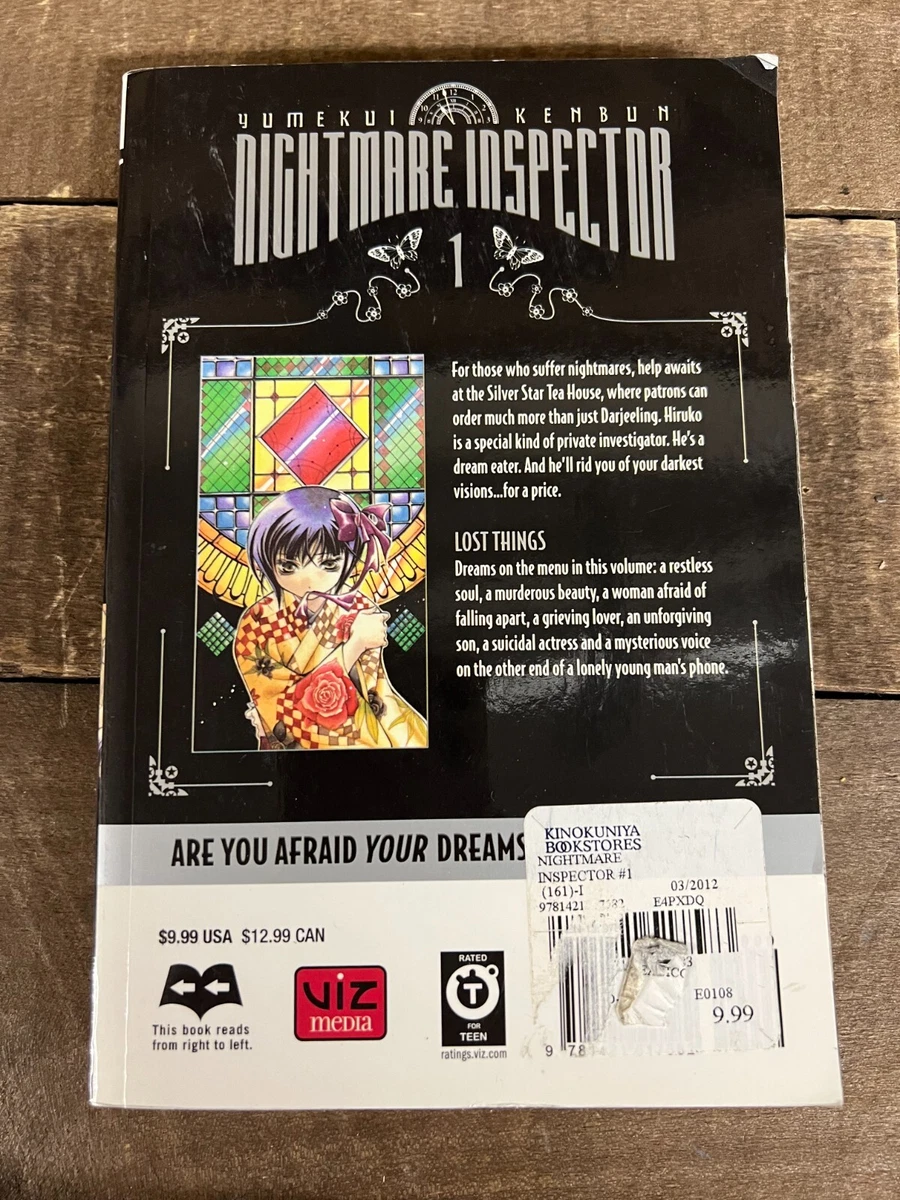 YUMEKUI KENBUN
NIGHTMARE INSPECTOR
1
For those who suffer nightmares, help awaits
at the Silver Star Tea House, where patrons can
order much more than just Darjeeling. Hiruko
is a special kind of private investigator. He's a
dream eater. And he'll rid you of your darkest
visions...for a price.
LOST THINGS
Dreams on the menu in this volume: a restless
soul, a murderous beauty, a woman afraid of
falling apart, a grieving lover, an unforgiving
son, a suicidal actress and a mysterious voice
on the other end of a lonely young man's phone.
ARE YOU AFRAID YOUR DREAMS
KINOKUNIYA
BOOKSTORES
NIGHTMARE
INSPECTOR #1
(161)-I 03/2012
9781421 E4PXDQ
E0108
9.99
$9.99 USA $12.99 CAN
This book reads
from right to left.
VIZ
MEDIA
RATED
T
FOR
TEEN
ratings.viz.com